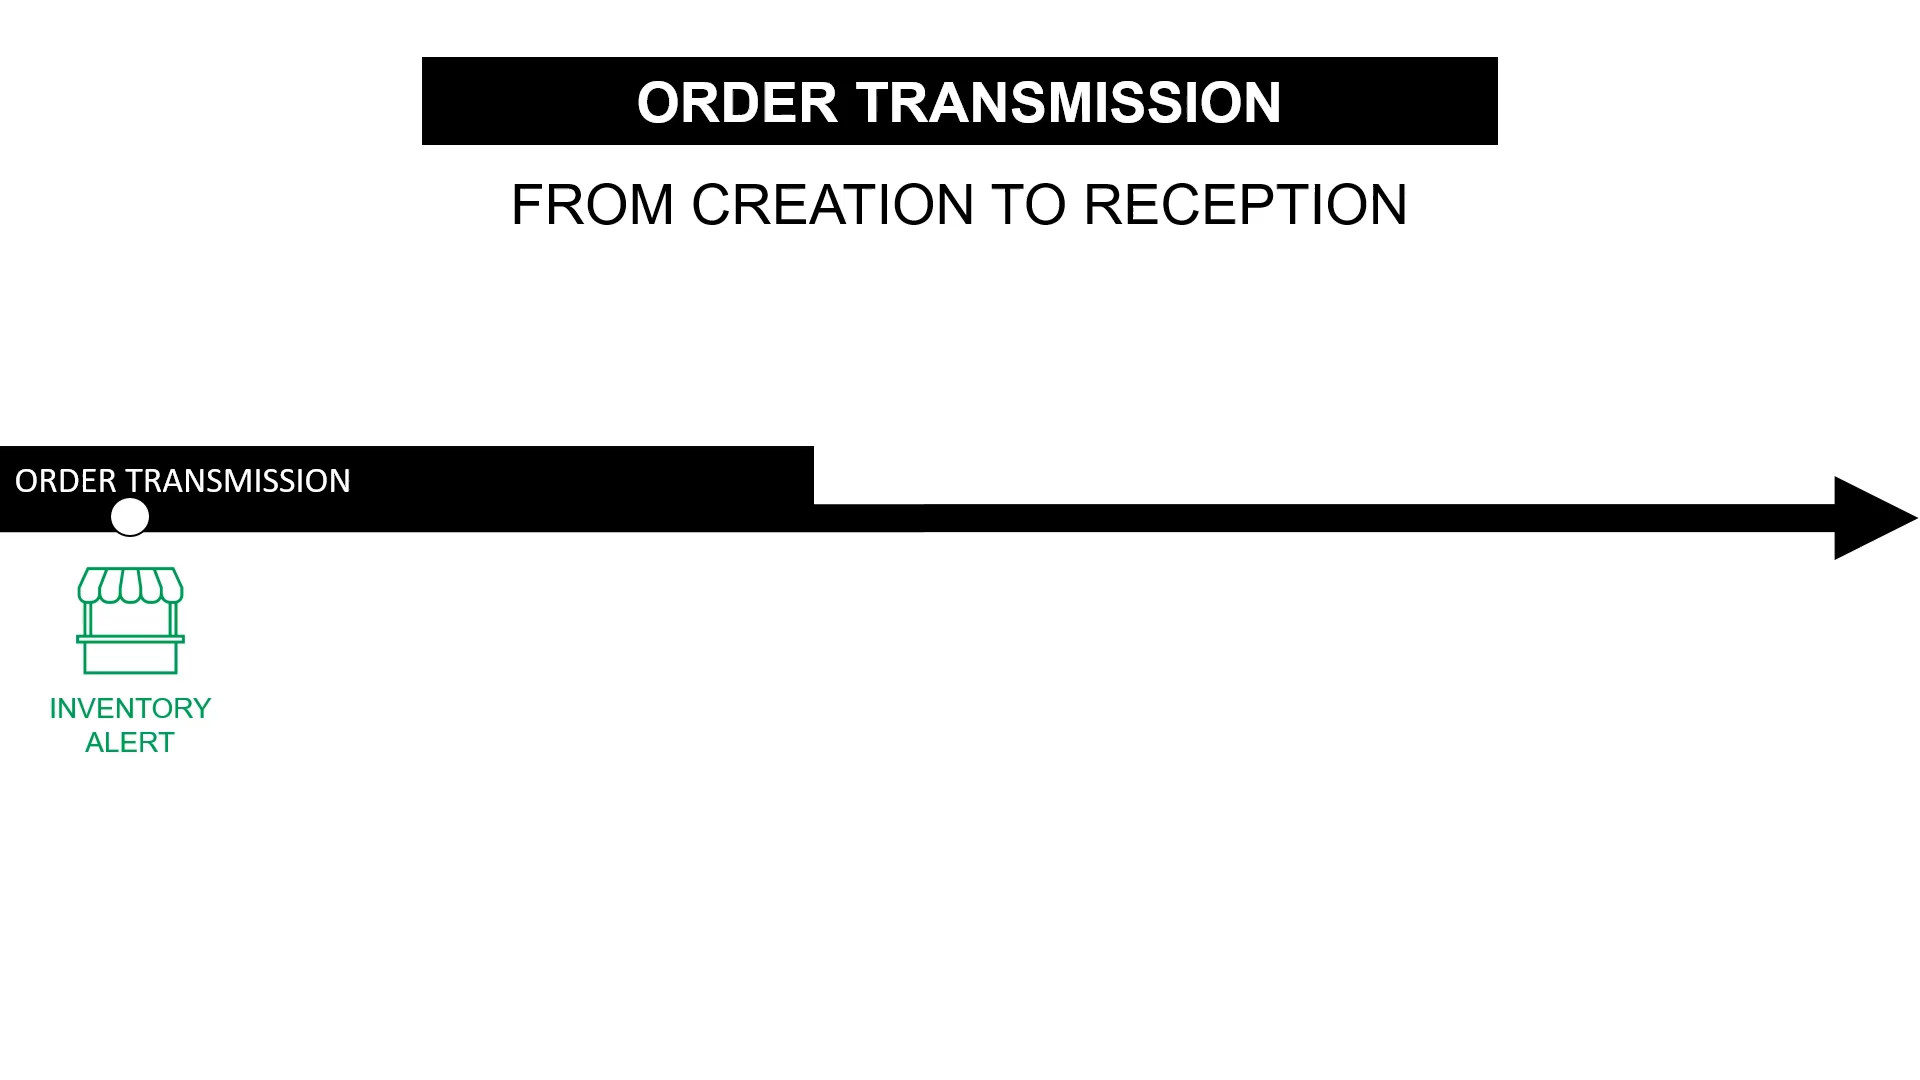 ORDER TRANSMISSION
FROM CREATION TO RECEPTION
ORDER TRANSMISSION
INVENTORY
ALERT